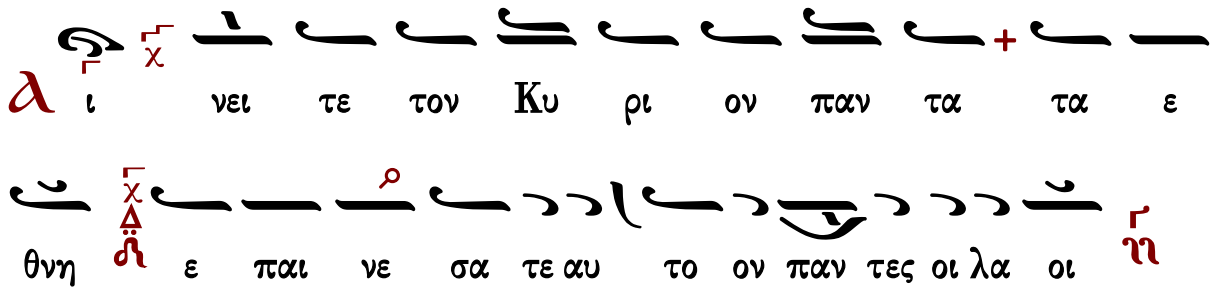 α ι νει τε τον Κυ ρι ον παν τα τα ε
θνη ε παι νε σα τε αυ το ον παν τες οι λα οι